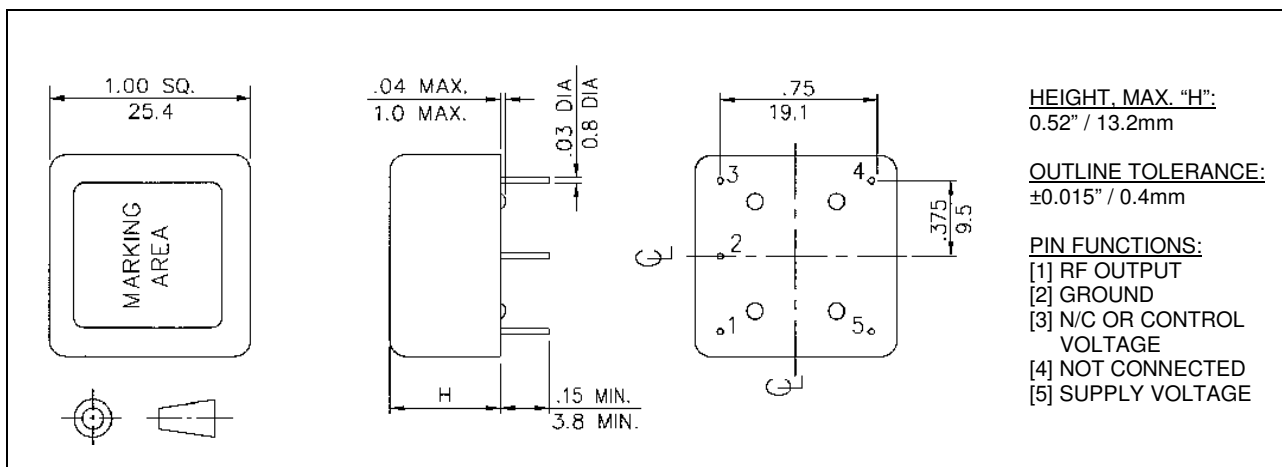 1.00 SQ.
25.4
MARKING
AREA
.04 MAX.
1.0 MAX.
.03 DIA
0.8 DIA
H
.15 MIN.
3.8 MIN.
.75
19.1
3
4
2
1
5
.375
9.5
CL
CL
HEIGHT, MAX. “H”:
0.52” / 13.2mm
OUTLINE TOLERANCE:
±0.015” / 0.4mm
PIN FUNCTIONS:
[1] RF OUTPUT
[2] GROUND
[3] N/C OR CONTROL
VOLTAGE
[4] NOT CONNECTED
[5] SUPPLY VOLTAGE